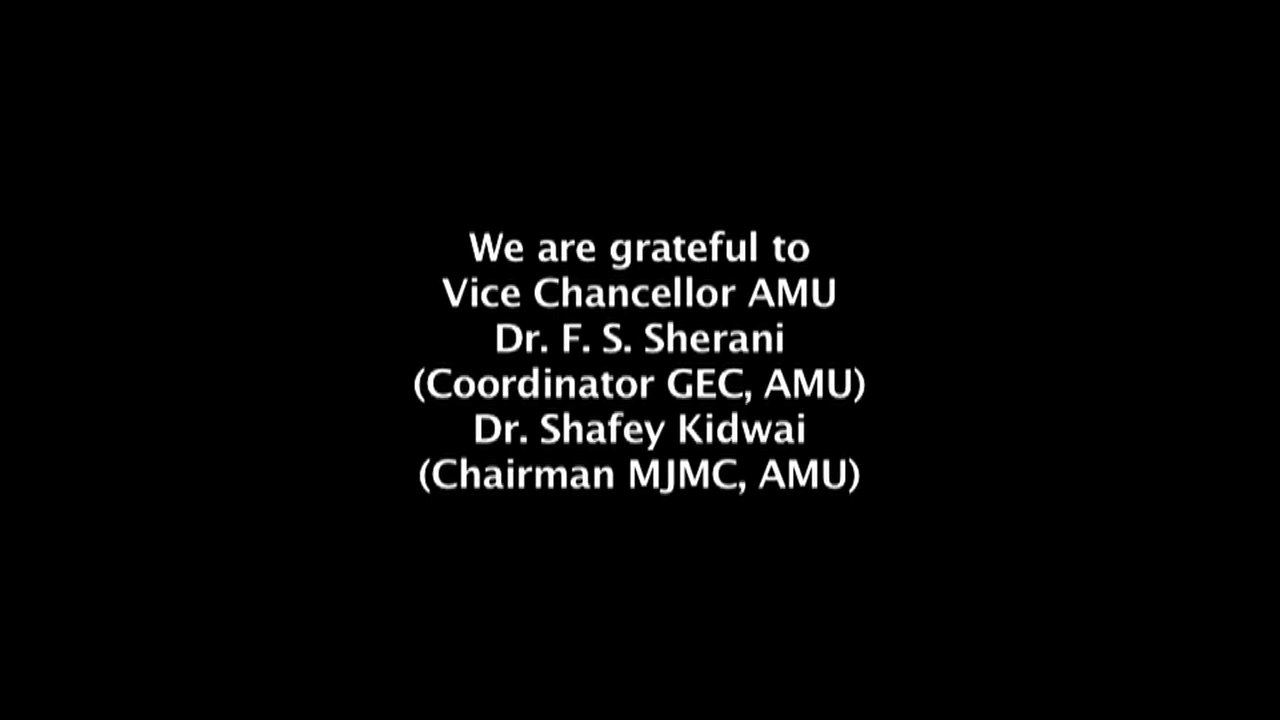 We are grateful to
Vice Chancellor AMU
Dr. F. S. Sherani
(Coordinator GEC, AMU)
Dr. Shafey Kidwai
(Chairman MJMC, AMU)